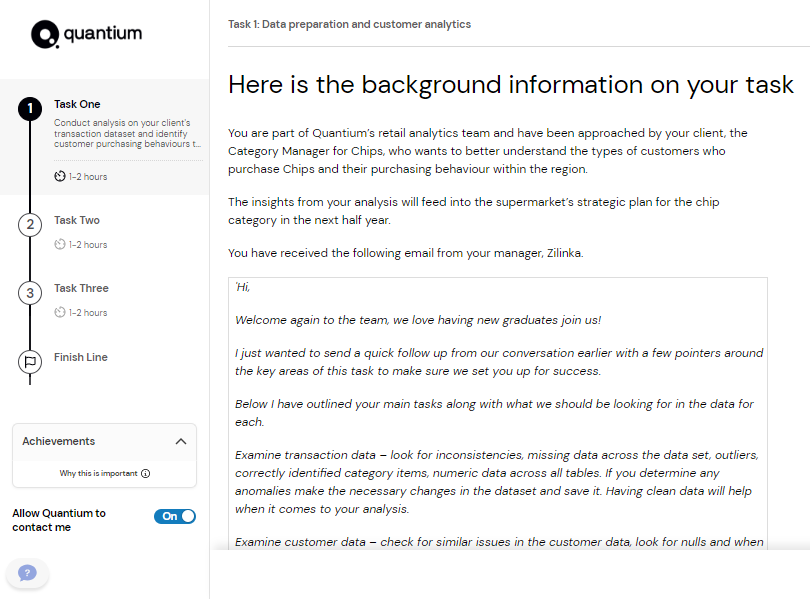 quantium
1
Task One
Conduct analysis on your client's
transaction dataset and identify
customer purchasing behaviours t...
1-2 hours
2
Task Two
1-2 hours
3
Task Three
1-2 hours
Finish Line
Achievements
Why this is important
Allow Quantium to
contact me
On
?
Task 1: Data preparation and customer analytics
Here is the background information on your task
You are part of Quantium's retail analytics team and have been approached by your client, the
Category Manager for Chips, who wants to better understand the types of customers who
purchase Chips and their purchasing behaviour within the region.
The insights from your analysis will feed into the supermarket's strategic plan for the chip
category in the next half year.
You have received the following email from your manager, Zilinka.
'Hi,
Welcome again to the team, we love having new graduates join us!
I just wanted to send a quick follow up from our conversation earlier with a few pointers around
the key areas of this task to make sure we set you up for success.
Below I have outlined your main tasks along with what we should be looking for in the data for
each.
Examine transaction data – look for inconsistencies, missing data across the data set, outliers,
correctly identified category items, numeric data across all tables. If you determine any
anomalies make the necessary changes in the dataset and save it. Having clean data will help
when it comes to your analysis.
Examine customer data – check for similar issues in the customer data, look for nulls and when